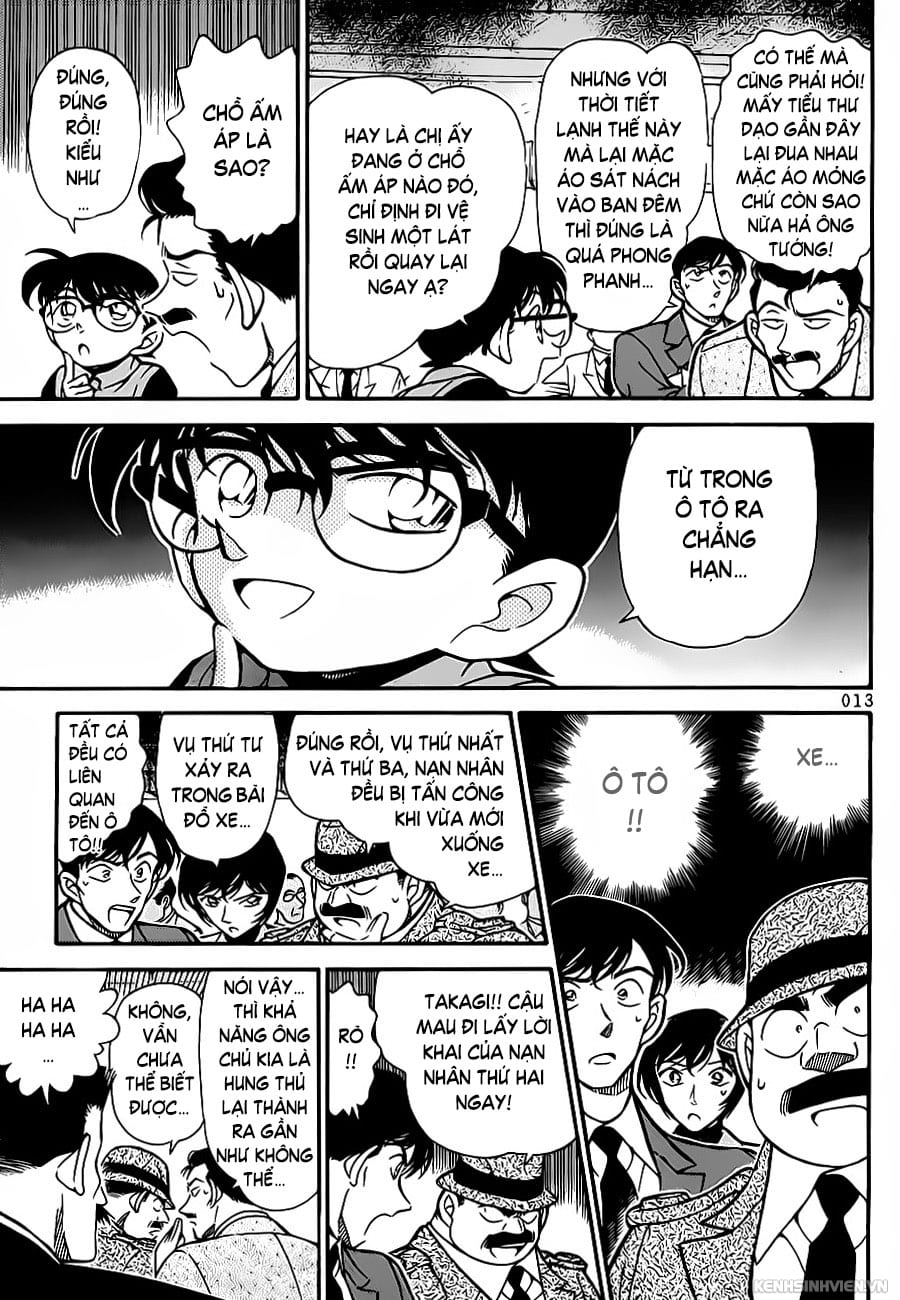 CÓ THẾ MÀ
CŨNG PHẢI HỎI!
MẤY TIỂU THƯ
DẠO GẦN ĐÂY
LẠI ĐUA NHAU
MẶC ÁO MỎNG
CHỨ CÒN SAO
NỮA HẢ ÔNG
TƯỚNG!
NHƯNG VỚI
THỜI TIẾT
LẠNH THẾ NÀY
MÀ LẠI MẶC
ÁO SÁT NÁCH
VÀO BAN ĐÊM
THÌ ĐÚNG LÀ
QUÁ PHONG
PHANH...
HAY LÀ CHỊ ẤY
ĐANG Ở CHỖ
ẤM ÁP NÀO ĐÓ,
CHỈ ĐỊNH ĐI VỆ
SINH MỘT LÁT
RỒI QUAY LẠI
NGAY Ạ?
CHỖ ẤM
ÁP LÀ
SAO?
ĐÚNG,
ĐÚNG
RỒI!
KIỂU
NHƯ
...
TỪ TRONG
Ô TÔ RA
CHẲNG
HẠN...
013
XE...
Ô TÔ
!!
ĐÚNG RỒI, VỤ THỨ NHẤT
VÀ THỨ BA, NẠN NHÂN
ĐỀU BỊ TẤN CÔNG
KHI VỪA MỚI
XUỐNG
XE...
VỤ THỨ TƯ
XẢY RA
TRONG BÃI
ĐỖ XE...
TẤT CẢ
ĐỀU CÓ
LIÊN
QUAN
ĐẾN Ô
TÔ!!
TAKAGI!! CẬU
MAU ĐI LẤY LỜI
KHAI CỦA NẠN
NHÂN THỨ HAI
NGAY!
RÕ
!!
NÓI VẬY...
THÌ KHẢ
NĂNG ÔNG
CHỦ KIA LÀ
HUNG THỦ
LẠI THÀNH
RA GẦN
NHƯ KHÔNG
THỂ...
KHÔNG,
VẪN
CHƯA
THỂ BIẾT
ĐƯỢC...
HA HA
HA HA
...
KENHSINHVIEN.VN